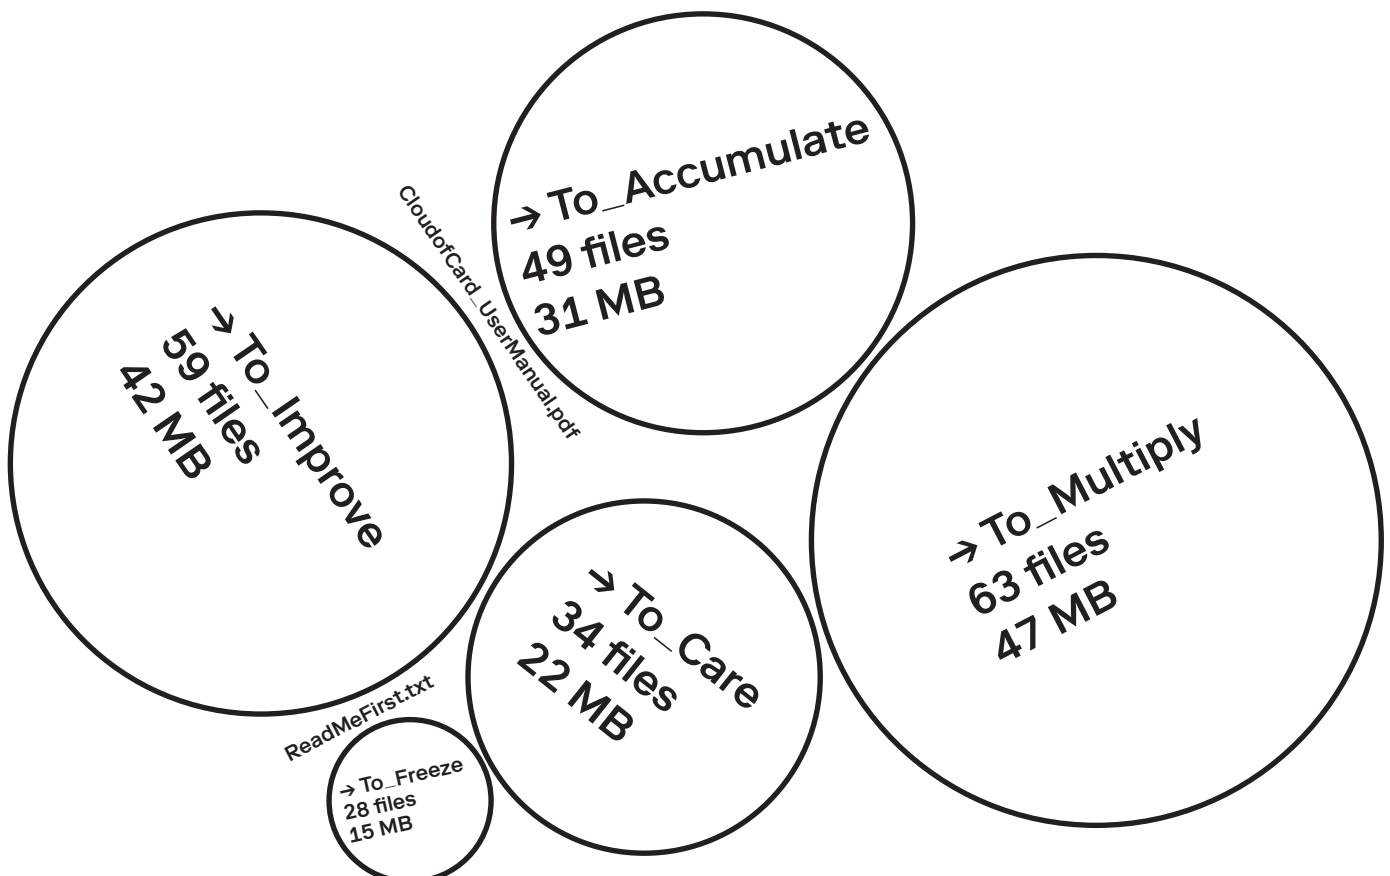 → To_Accumulate
49 files
31 MB
CloudofCard_UserManual.pdf
→ To_Improve
59 files
42 MB
→ To_Multiply
63 files
47 MB
→ To_Care
34 files
22 MB
ReadMeFirst.txt
→ To_Freeze
28 files
15 MB